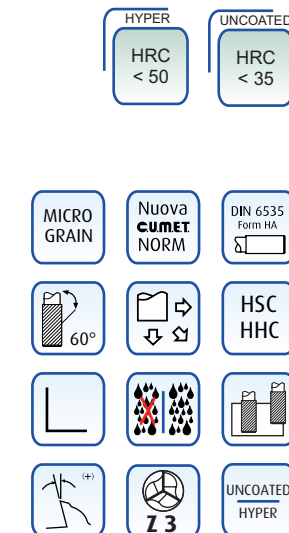 HYPER
UNCOATED
HRC
< 50
HRC
< 35
MICRO
GRAIN
Nuova
C.U.MET.
NORM
DIN 6535
Form HA
60°
HSC
HHC
(+)
Z 3
UNCOATED
HYPER